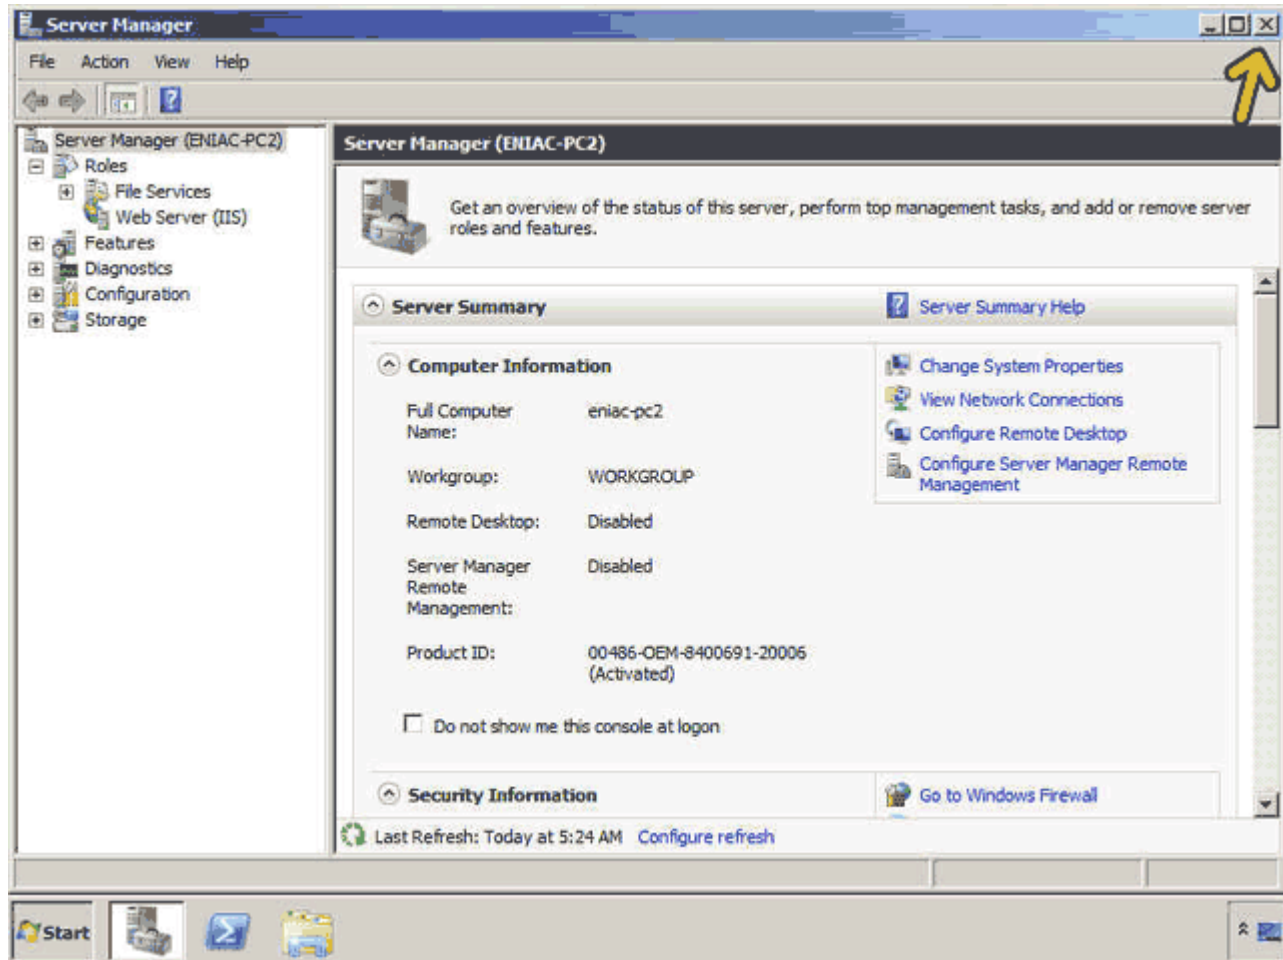 Server Manager
File Action View Help
Server Manager (ENIAC-PC2)
Roles
File Services
Web Server (IIS)
Features
Diagnostics
Configuration
Storage
Server Manager (ENIAC-PC2)
Get an overview of the status of this server, perform top management tasks, and add or remove server
roles and features.
Server Summary
Server Summary Help
Computer Information
Full Computer
Name:
eniac-pc2
Workgroup:
WORKGROUP
Remote Desktop:
Disabled
Server Manager
Remote
Management:
Disabled
Product ID:
00486-OEM-8400691-20006
(Activated)
Do not show me this console at logon
Change System Properties
View Network Connections
Configure Remote Desktop
Configure Server Manager Remote
Management
Security Information
Go to Windows Firewall
Last Refresh: Today at 5:24 AM Configure refresh
Start